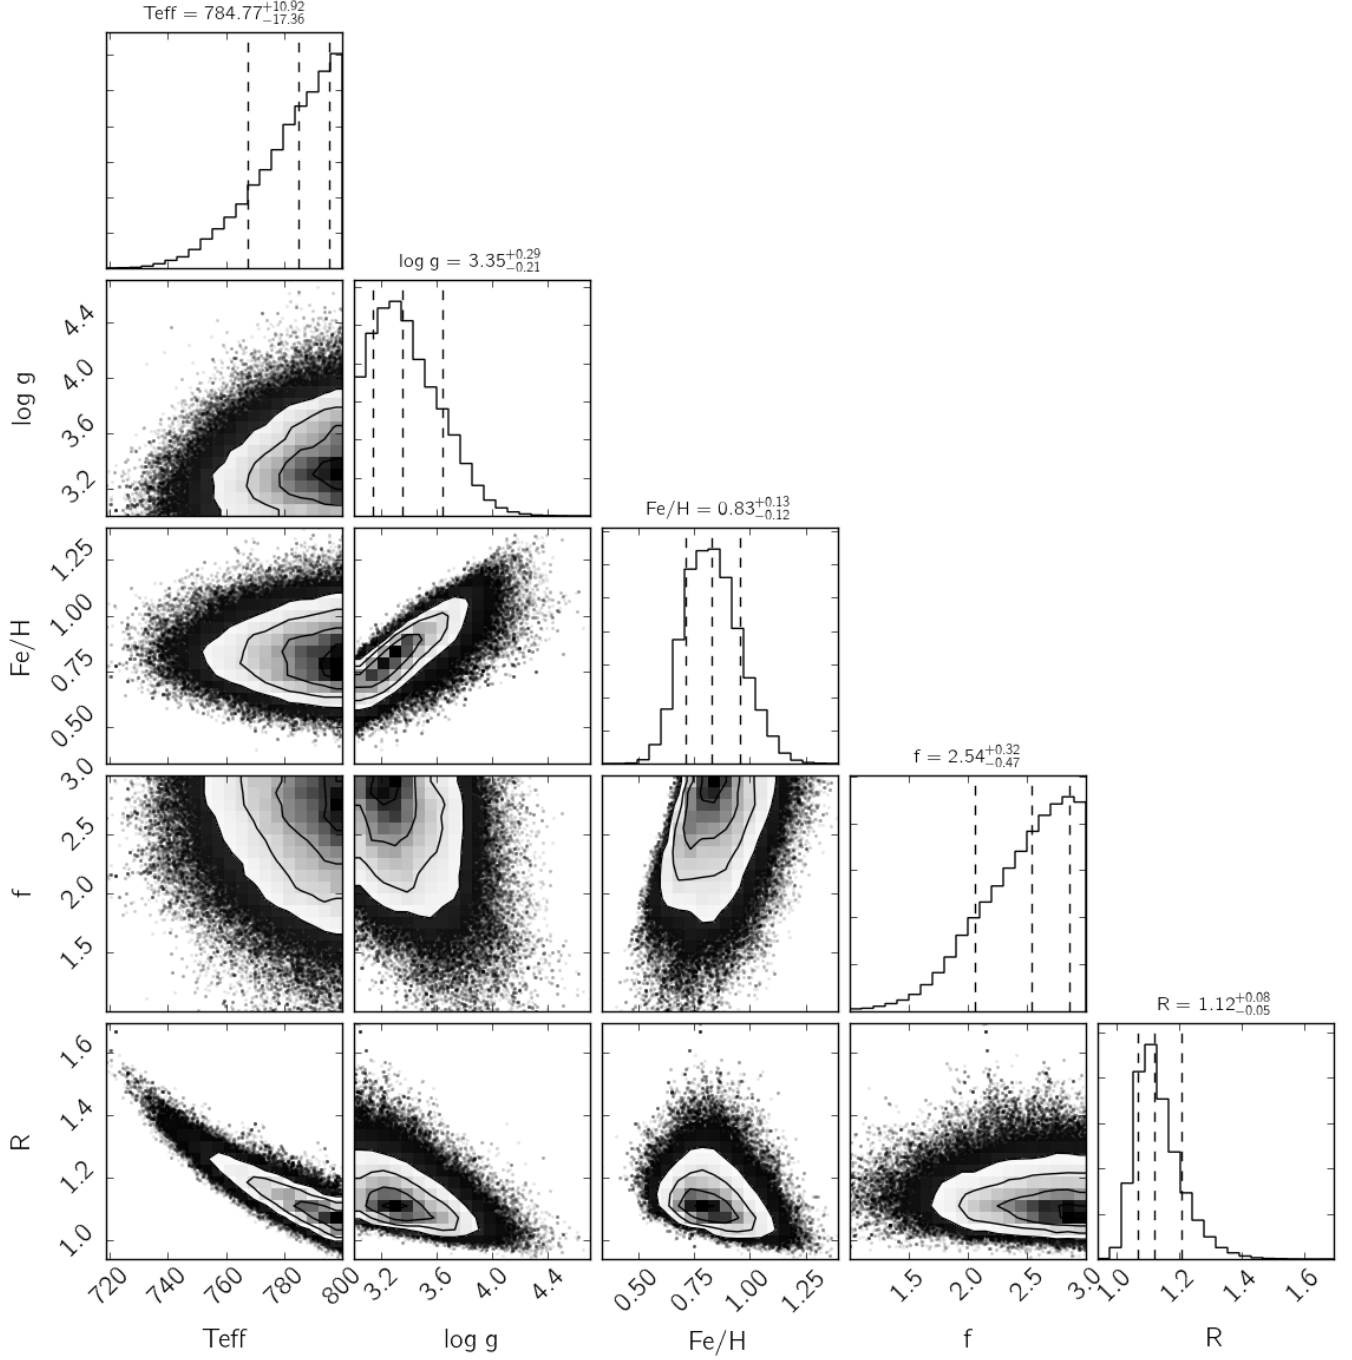 Teff = 784.77+10.92 −17.36
log g = 3.35+0.29 −0.21
Fe/H = 0.83+0.13 −0.12
f = 2.54+0.32 −0.47
R = 1.12+0.08 −0.05
log g
4.4
4.0
3.6
3.2
Fe/H
1.25
1.00
0.75
0.50
f
3.0
2.5
2.0
1.5
R
1.6
1.4
1.2
1.0
720 740 760 780 800 3.2 3.6 4.0 4.4 0.50 0.75 1.00 1.25 1.5 2.0 2.5 3.0 1.0 1.2 1.4 1.6
Teff log g Fe/H f R